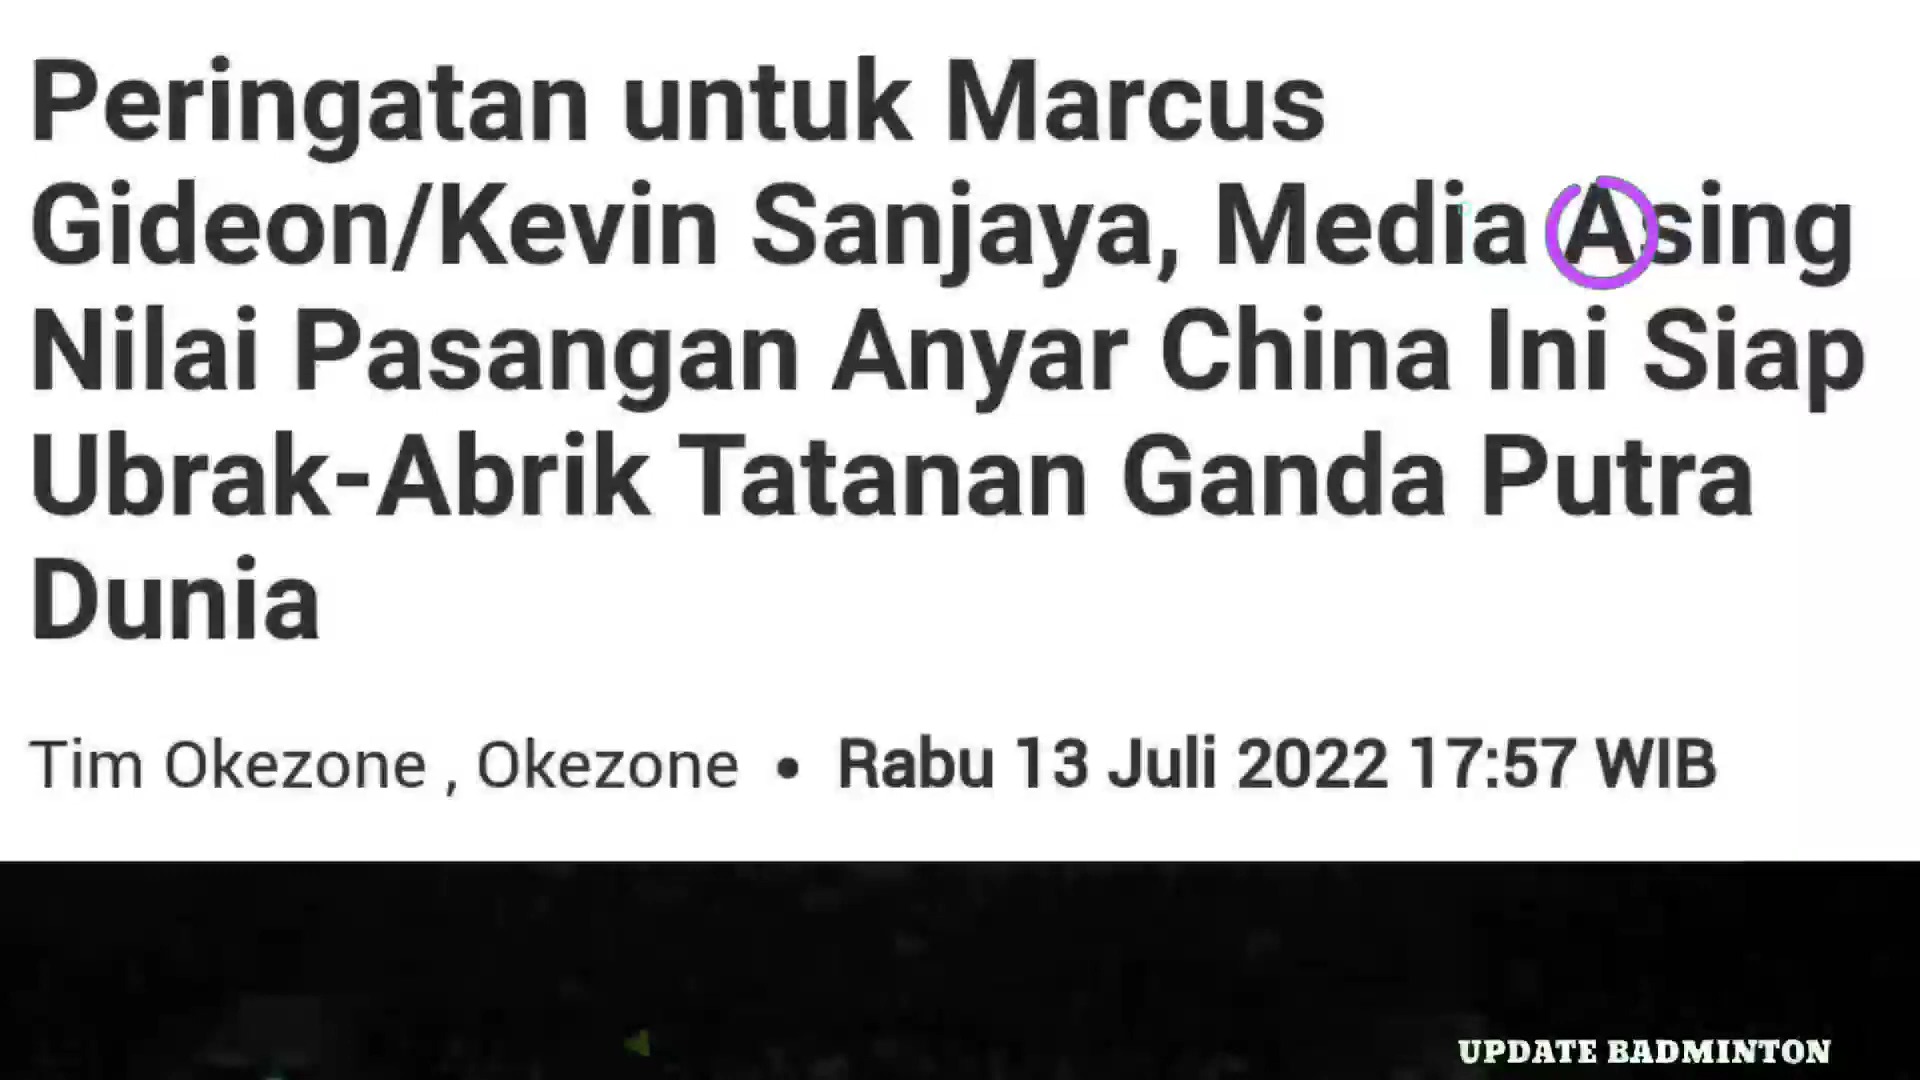 Peringatan untuk Marcus
Gideon/Kevin Sanjaya, Media Asing
Nilai Pasangan Anyar China Ini Siap
Ubrak-Abrik Tatanan Ganda Putra
Dunia
Tim Okezone , Okezone • Rabu 13 Juli 2022 17:57 WIB
UPDATE BADMINTON